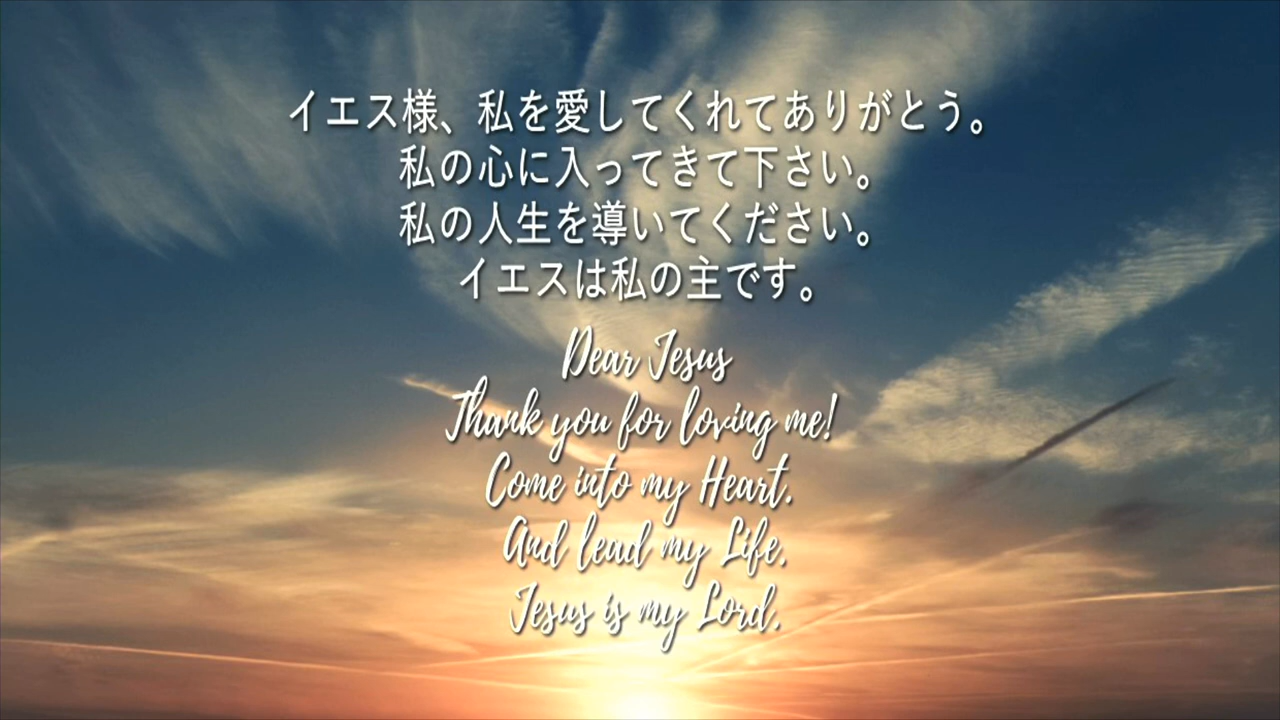 イエス様、私を愛してくれてありがとう。
私の心に入ってきて下さい。
私の人生を導いてください。
イエスは私の主です。
Dear Jesus
Thank you for loving me!
Come into my Heart.
And lead my Life.
Jesus is my Lord.